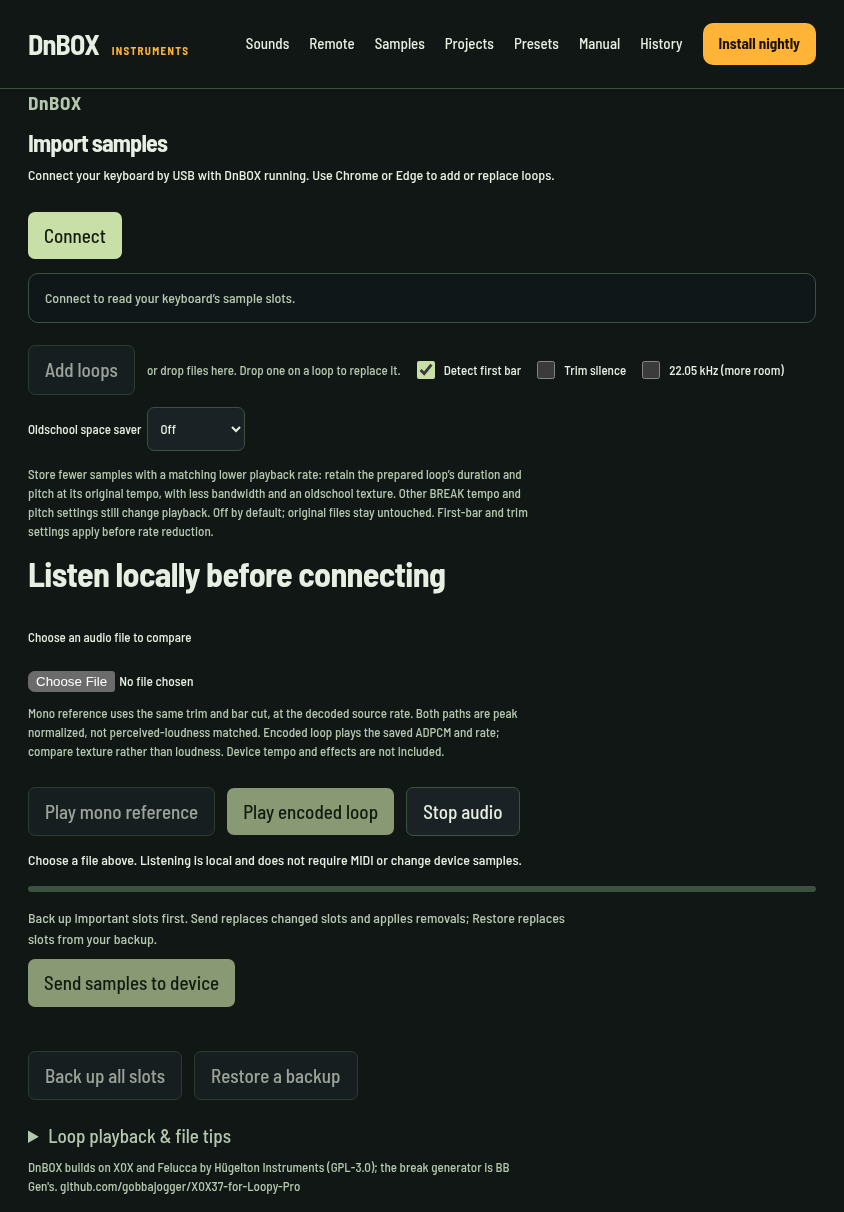 DnBOX INSTRUMENTS Sounds Remote Samples Projects Presets Manual History Install nightly
DnBOX
Import samples
Connect your keyboard by USB with DnBOX running. Use Chrome or Edge to add or replace loops.
Connect
Connect to read your keyboard's sample slots.
Add loops or drop files here. Drop one on a loop to replace it. Detect first bar Trim silence 22.05 kHz (more room)
Oldschool space saver Off
Store fewer samples with a matching lower playback rate: retain the prepared loop's duration and
pitch at its original tempo, with less bandwidth and an oldschool texture. Other BREAK tempo and
pitch settings still change playback. Off by default; original files stay untouched. First-bar and trim
settings apply before rate reduction.
Listen locally before connecting
Choose an audio file to compare
Choose File No file chosen
Mono reference uses the same trim and bar cut, at the decoded source rate. Both paths are peak
normalized, not perceived-loudness matched. Encoded loop plays the saved ADPCM and rate;
compare texture rather than loudness. Device tempo and effects are not included.
Play mono reference Play encoded loop Stop audio
Choose a file above. Listening is local and does not require MIDI or change device samples.
Back up important slots first. Send replaces changed slots and applies removals; Restore replaces
slots from your backup.
Send samples to device
Back up all slots Restore a backup
Loop playback & file tips
DnBOX builds on XOX and Felucca by Hügelton Instruments (GPL-3.0); the break generator is BB
Gen's. github.com/gobbajogger/XOX37-for-Loopy-Pro